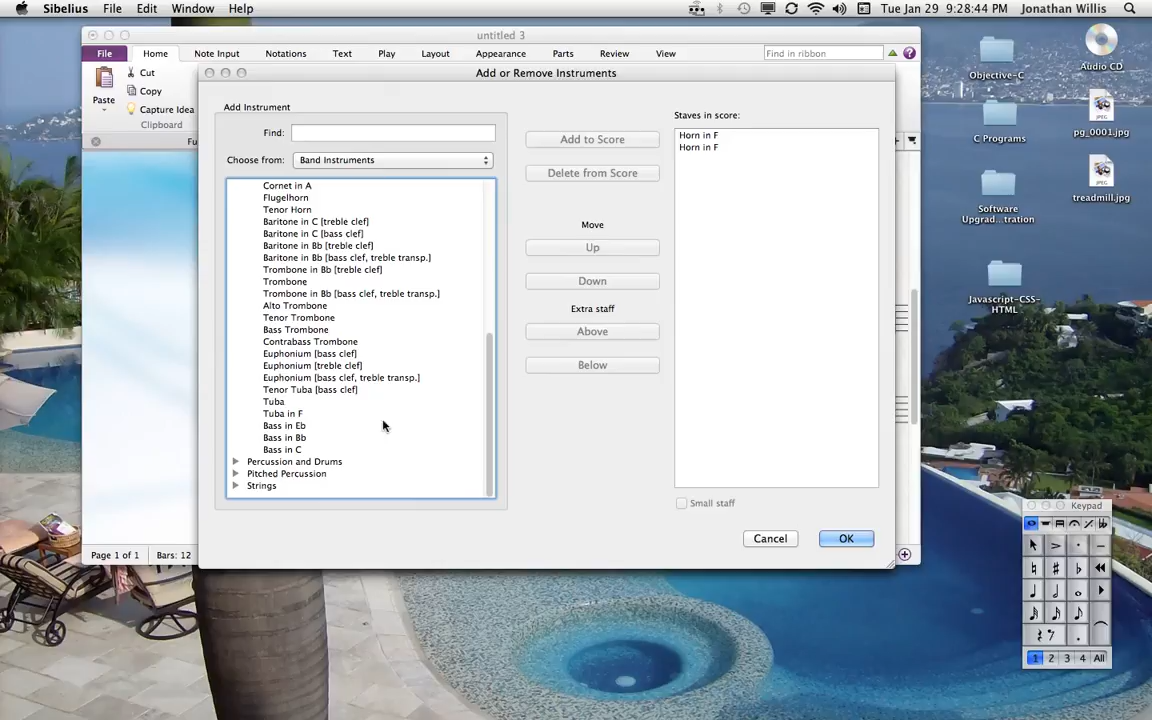 Sibelius File Edit Window Help Tue Jan 29 9:28:44 PM Jonathan Willis
untitled 3
File Home Note Input Notations Text Play Layout Appearance Parts Review View Find in ribbon ?
Paste
Cut
Copy
Capture Idea
Clipboard
Fu
Add or Remove Instruments
Add Instrument
Find:
Choose from: Band Instruments
Cornet in A
Flugelhorn
Tenor Horn
Baritone in C [treble clef]
Baritone in C [bass clef]
Baritone in Bb [treble clef]
Baritone in Bb [bass clef, treble transp.]
Trombone in Bb [treble clef]
Trombone
Trombone in Bb [bass clef, treble transp.]
Alto Trombone
Tenor Trombone
Bass Trombone
Contrabass Trombone
Euphonium [bass clef]
Euphonium [treble clef]
Euphonium [bass clef, treble transp.]
Tenor Tuba [bass clef]
Tuba
Tuba in F
Bass in Eb
Bass in Bb
Bass in C
Percussion and Drums
Pitched Percussion
Strings
Add to Score
Delete from Score
Move
Up
Down
Extra staff
Above
Below
Staves in score:
Horn in F
Horn in F
Small staff
Cancel
OK
Page 1 of 1 Bars: 12
Objective-C
Audio CD
C Programs
pg_0001.jpg
Software
Upgrad...tration
treadmill.jpg
Javascript-CSS-
HTML
Keypad
1 2 3 4 All